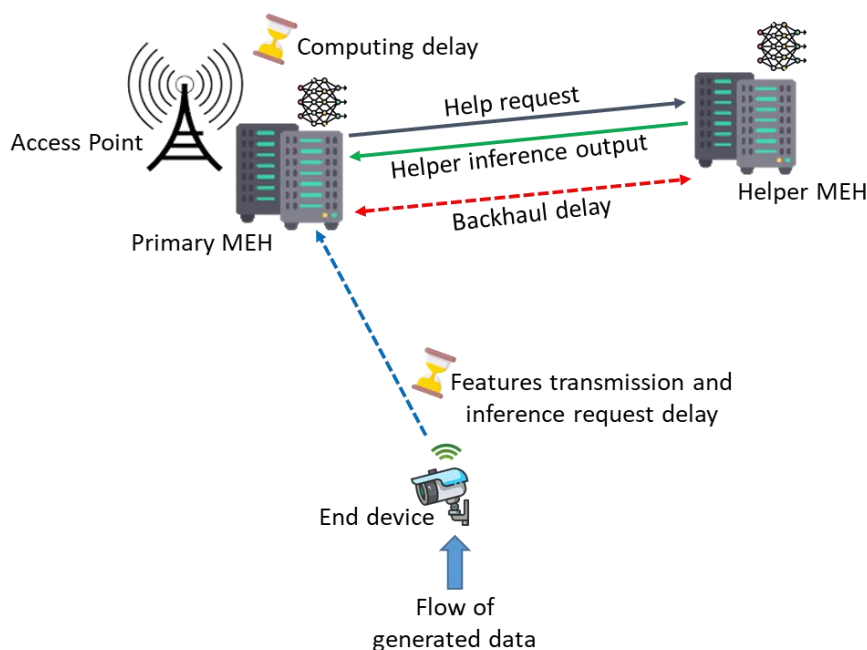 Computing delay
Access Point
Help request
Helper inference output
Helper MEH
Backhaul delay
Primary MEH
Features transmission and
inference request delay
End device
Flow of
generated data